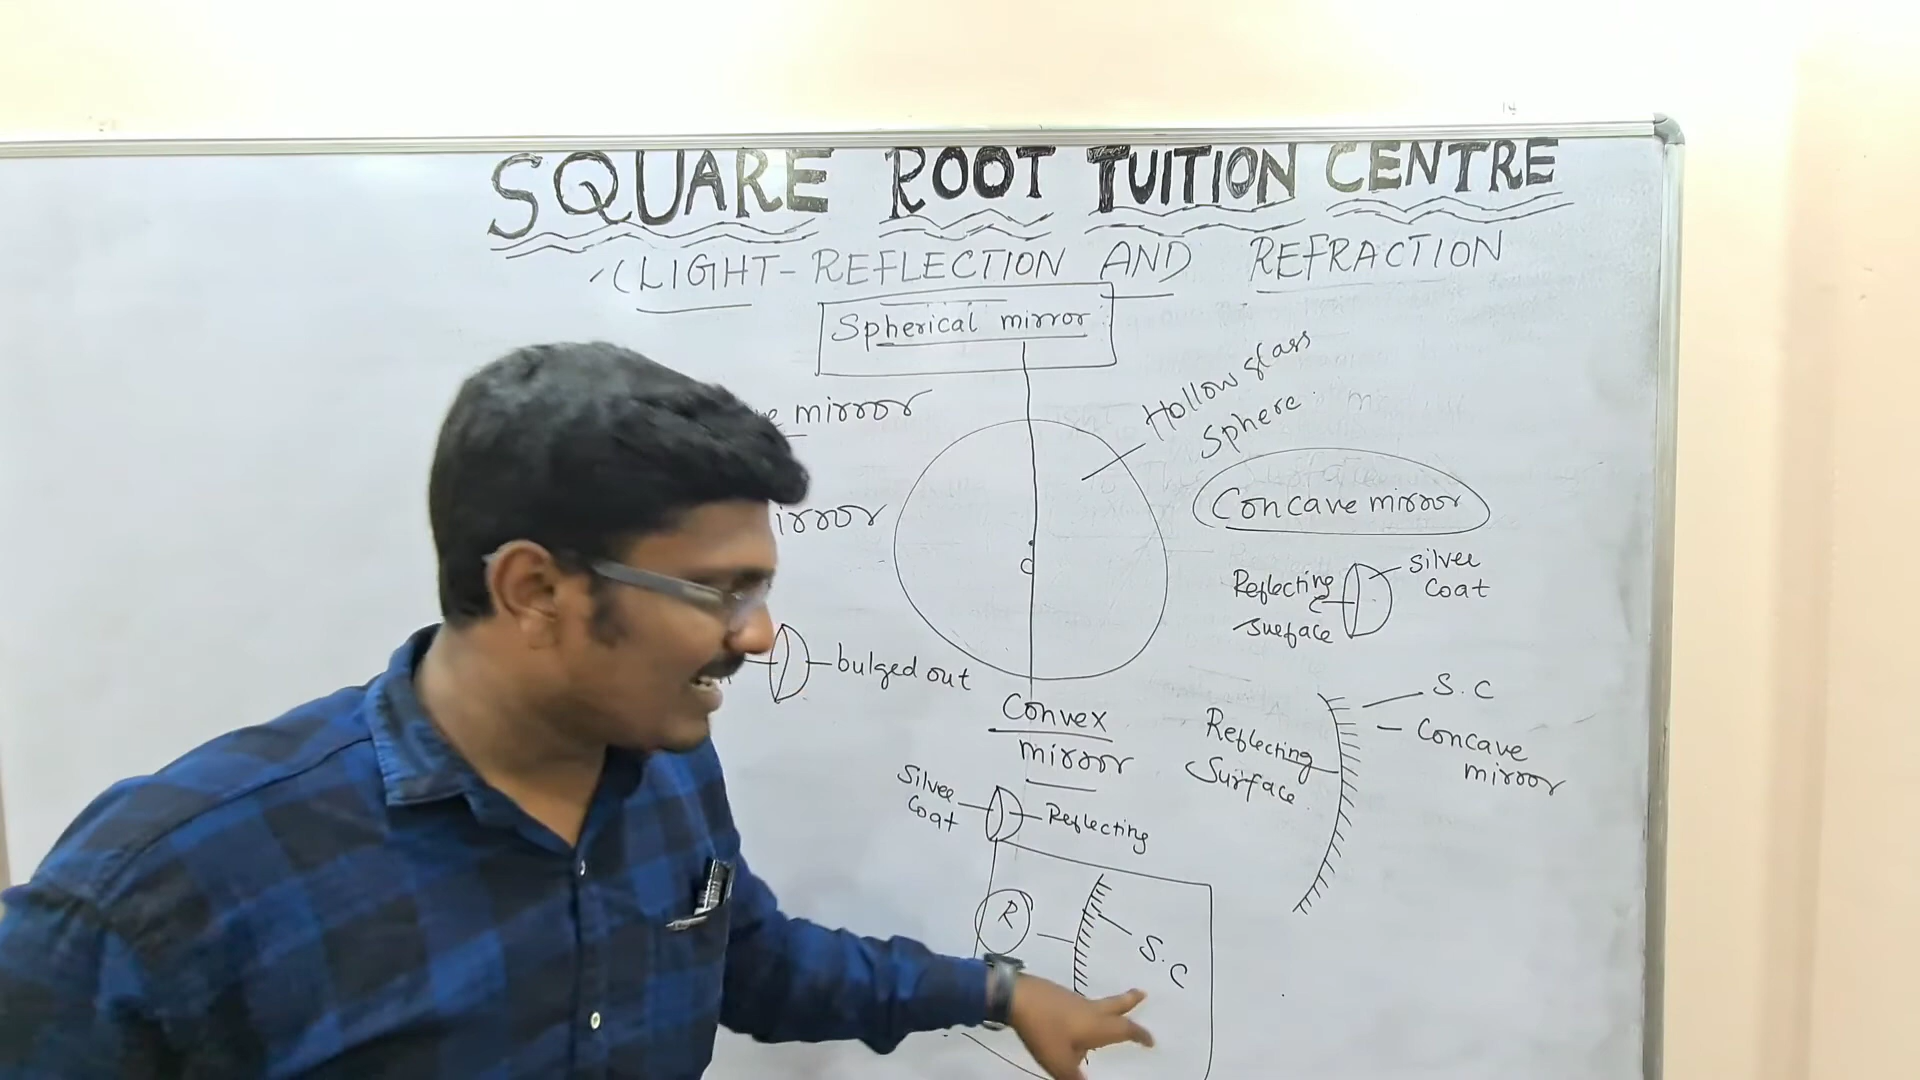 SQUARE ROOT TUITION CENTRE
LIGHT-REFLECTION AND REFRACTION
Spherical mirror
mirror
Hollow glass
sphere
Concave mirror
C
Reflecting
surface
silver
coat
bulged out
Convex
mirror
Silver
coat
Reflecting
Reflecting
Surface
S.C
Concave
mirror
R
S.C